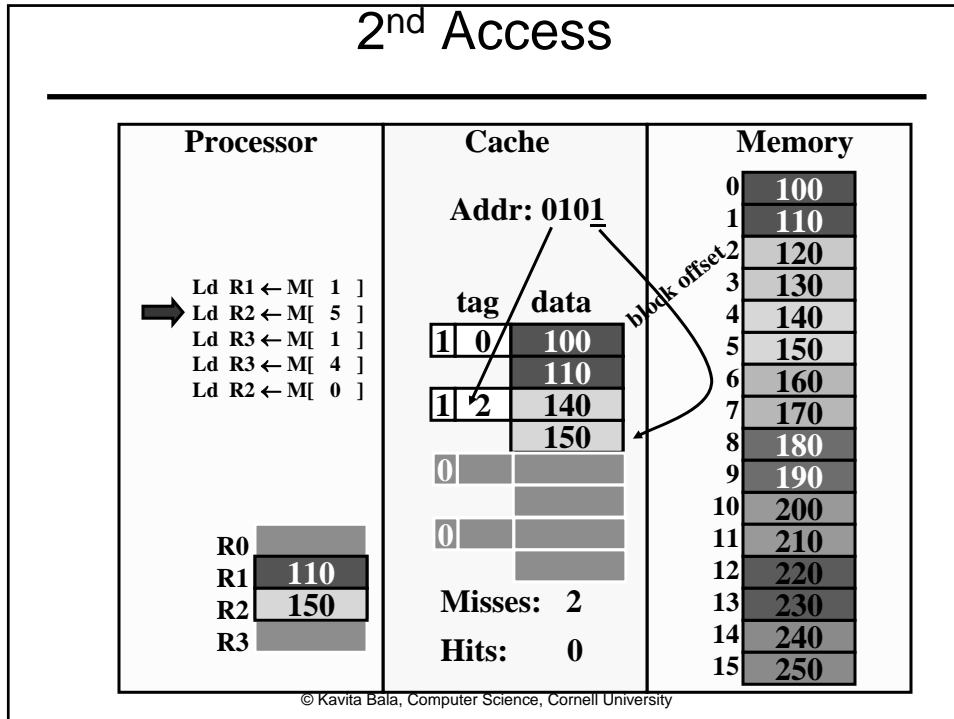 2nd Access
Processor
Ld R1 ← M[ 1 ]
Ld R2 ← M[ 5 ]
Ld R3 ← M[ 1 ]
Ld R3 ← M[ 4 ]
Ld R2 ← M[ 0 ]
R0
R1 110
R2 150
R3
Cache
Addr: 0101
block offset
tag data
1 0 100
110
1 2 140
150
0
0
Misses: 2
Hits: 0
Memory
0 100
1 110
2 120
3 130
4 140
5 150
6 160
7 170
8 180
9 190
10 200
11 210
12 220
13 230
14 240
15 250
© Kavita Bala, Computer Science, Cornell University